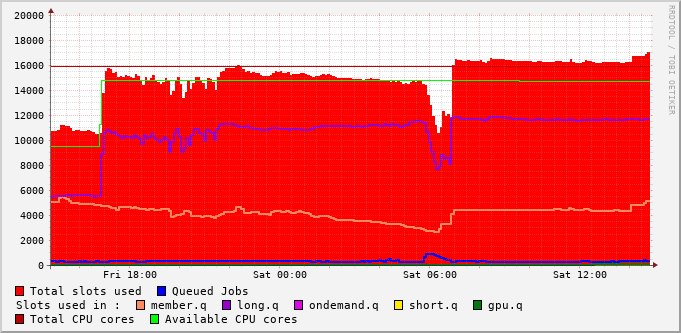 20000
18000
16000
14000
12000
10000
8000
6000
4000
2000
0
Fri 18:00 Sat 00:00 Sat 06:00 Sat 12:00
RRDTOOL / TOBI OETIKER
Total slots used Queued Jobs
Slots used in : member.q long.q ondemand.q short.q gpu.q
Total CPU cores Available CPU cores